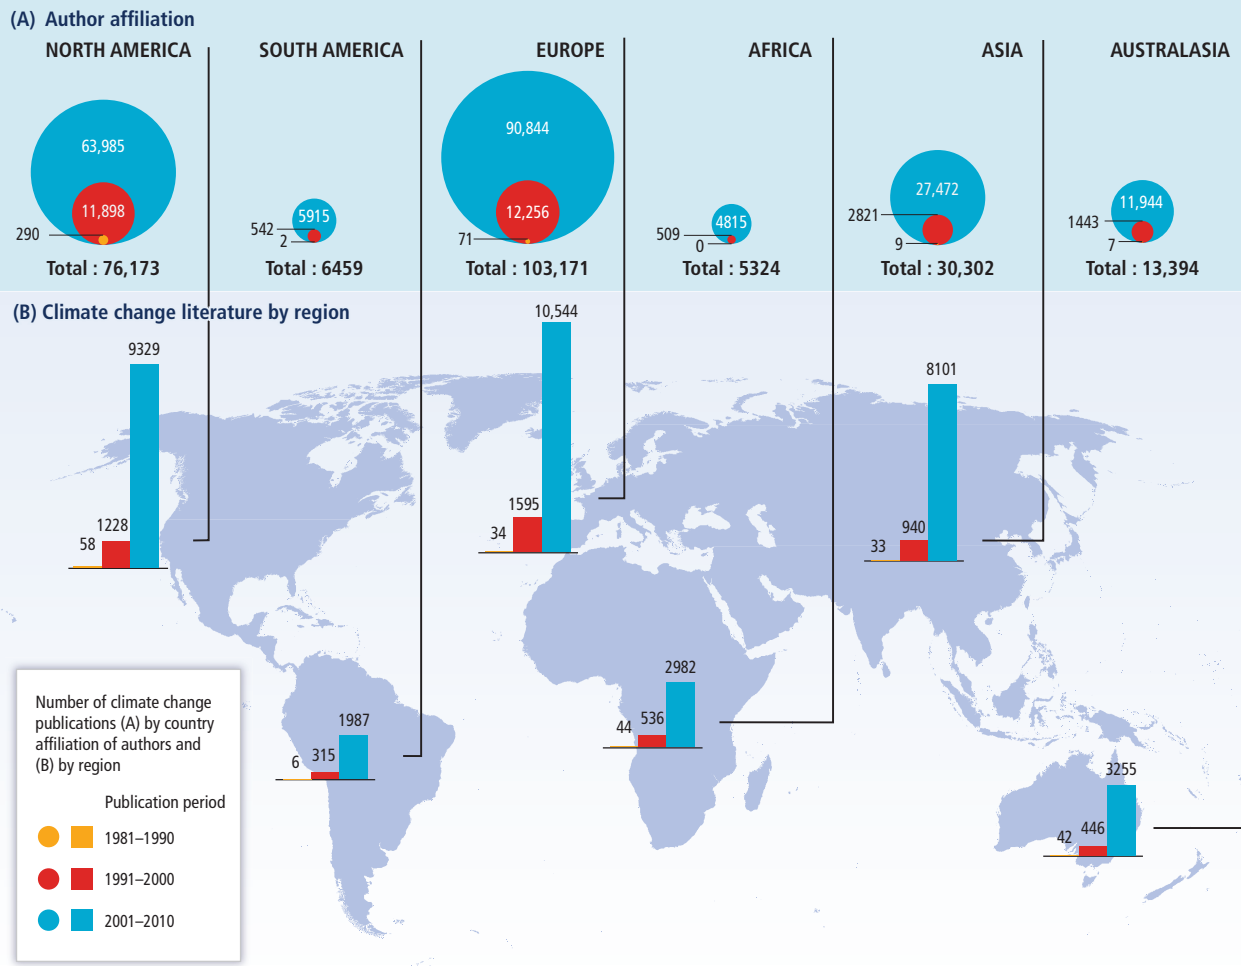 (A) Author affiliation
NORTH AMERICA
SOUTH AMERICA
EUROPE
AFRICA
ASIA
AUSTRALASIA
63,985
11,898
290
Total : 76,173
5915
542
2
Total : 6459
90,844
12,256
71
Total : 103,171
4815
509
0
Total : 5324
27,472
2821
9
Total : 30,302
11,944
1443
7
Total : 13,394
(B) Climate change literature by region
58
1228
9329
34
1595
10,544
33
940
8101
6
315
1987
44
536
2982
42
446
3255
Number of climate change
publications (A) by country
affiliation of authors and
(B) by region
Publication period
1981–1990
1991–2000
2001–2010